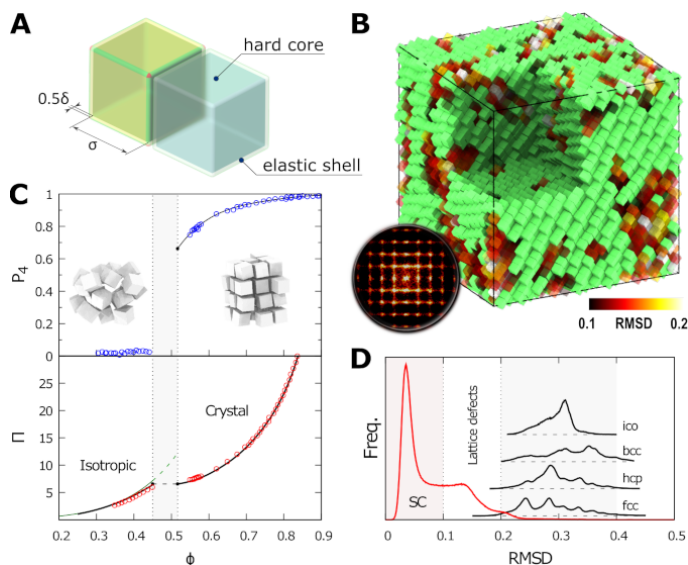 A
hard core
0.5δ
σ
elastic shell
B
0.1 RMSD 0.2
C
1
0.8
0.6
0.4
0.2
0
P4
25
20
15
10
5
Π
Isotropic
Crystal
0.2 0.3 0.4 0.5 0.6 0.7 0.8 0.9
ϕ
D
Freq.
SC
Lattice defects
ico
bcc
hcp
fcc
0 0.1 0.2 0.3 0.4 0.5
RMSD